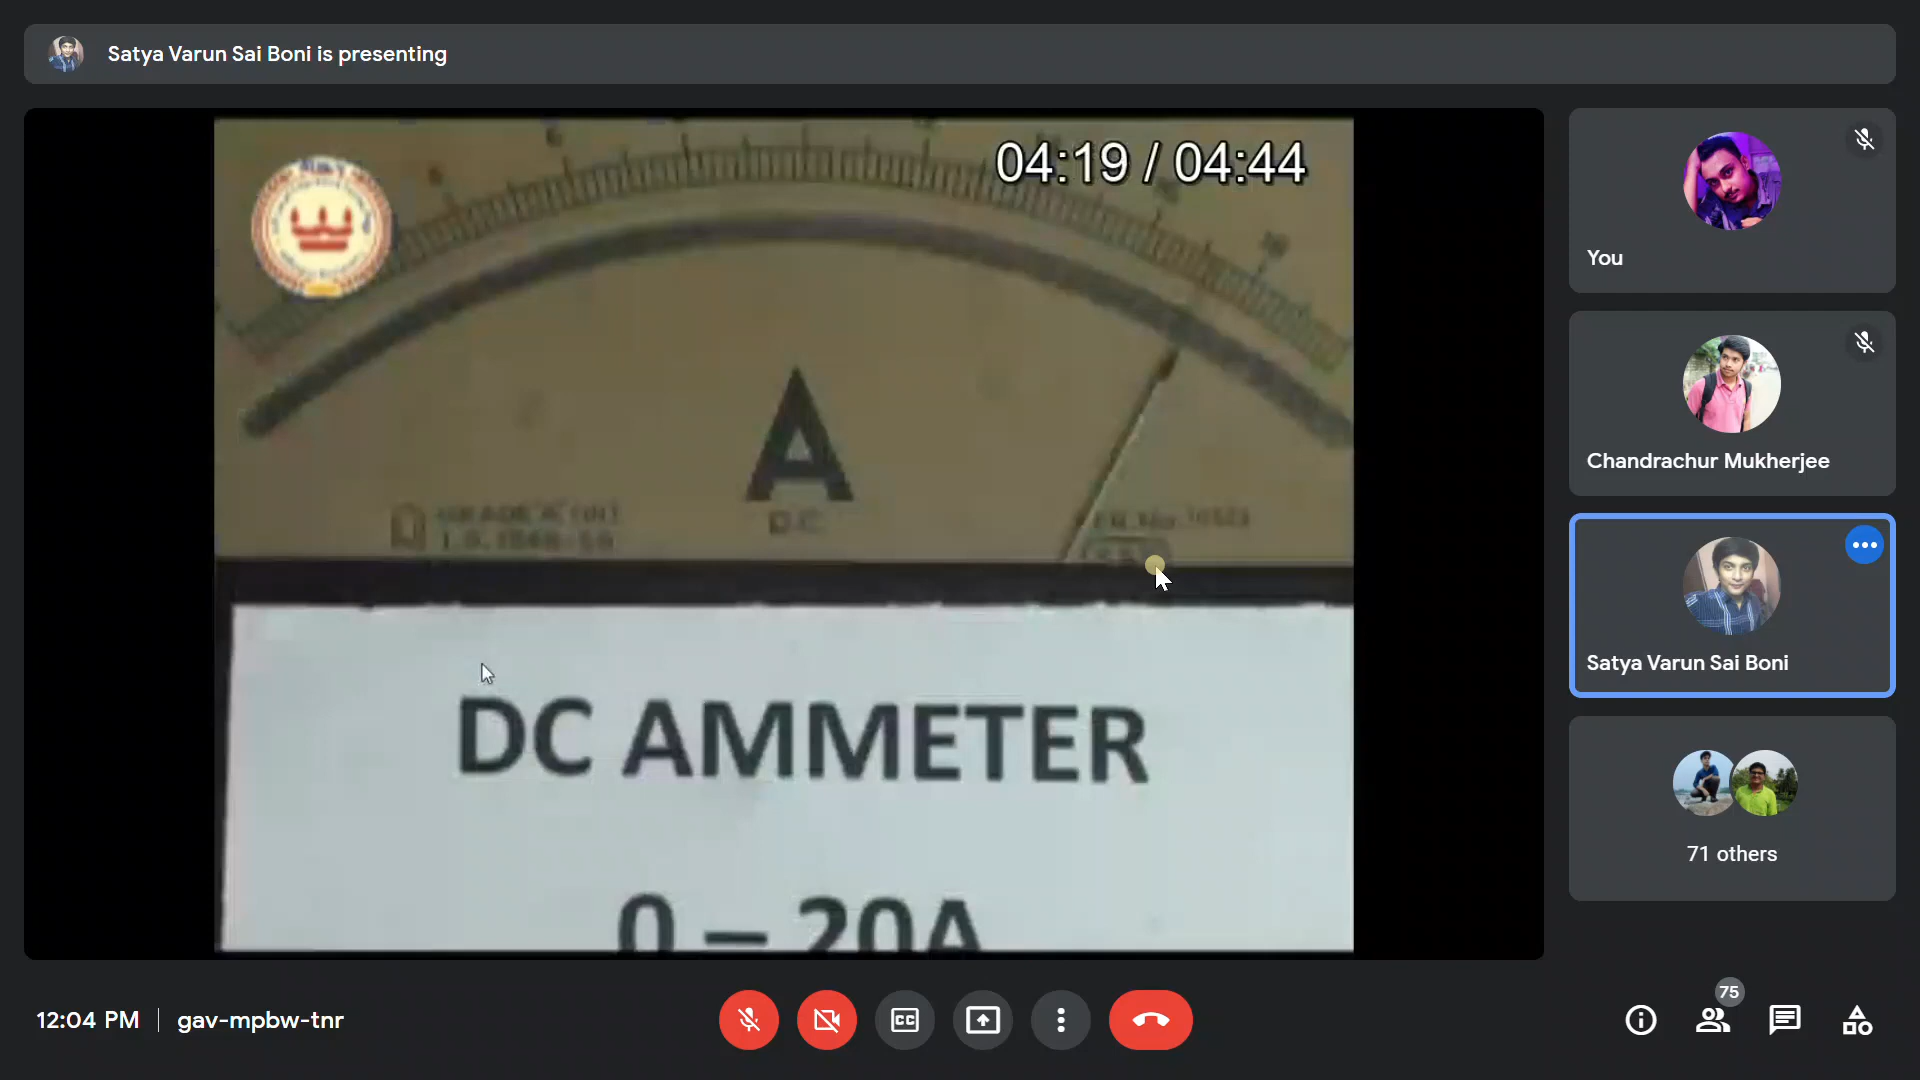 Satya Varun Sai Boni is presenting
04:19 / 04:44
A
D.C
DC AMMETER
0 – 20A
You
Chandrachur Mukherjee
Satya Varun Sai Boni
71 others
12:04 PM
gav-mpbw-tnr
CC
75